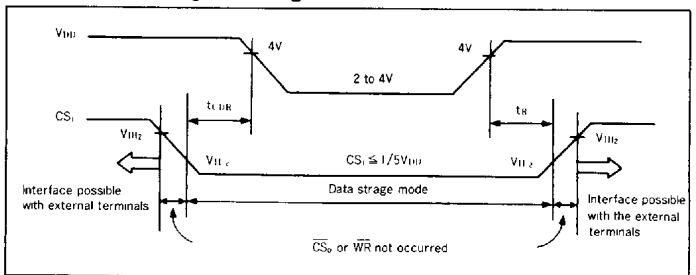 VDD
4V
4V
2 to 4V
tCDR
tR
CS1
VIH2
VIL2
CS1 ≤ 1/5VDD
VIL2
VIH2
Interface possible
with external terminals
Data strage mode
Interface possible
with the external
terminals
CS0 or WR not occurred